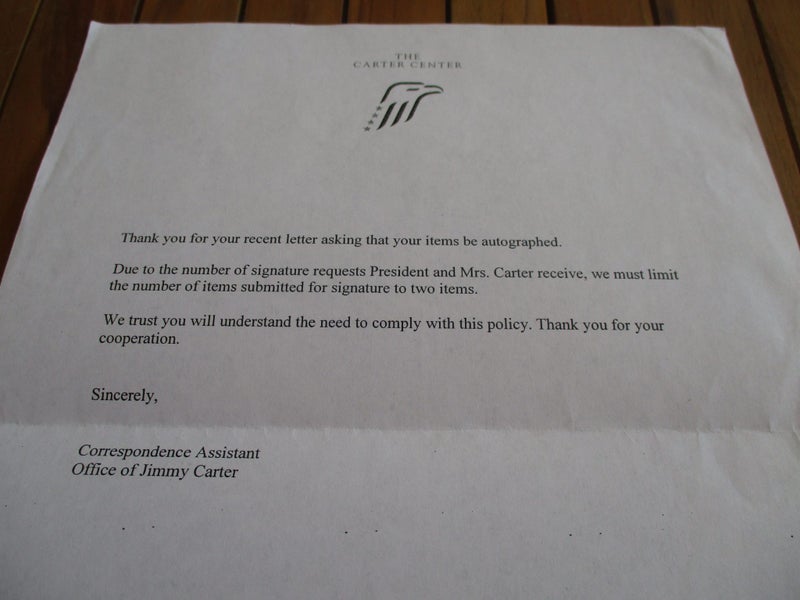 THE
CARTER CENTER
Thank you for your recent letter asking that your items be autographed.
Due to the number of signature requests President and Mrs. Carter receive, we must limit
the number of items submitted for signature to two items.
We trust you will understand the need to comply with this policy. Thank you for your
cooperation.
Sincerely,
Correspondence Assistant
Office of Jimmy Carter